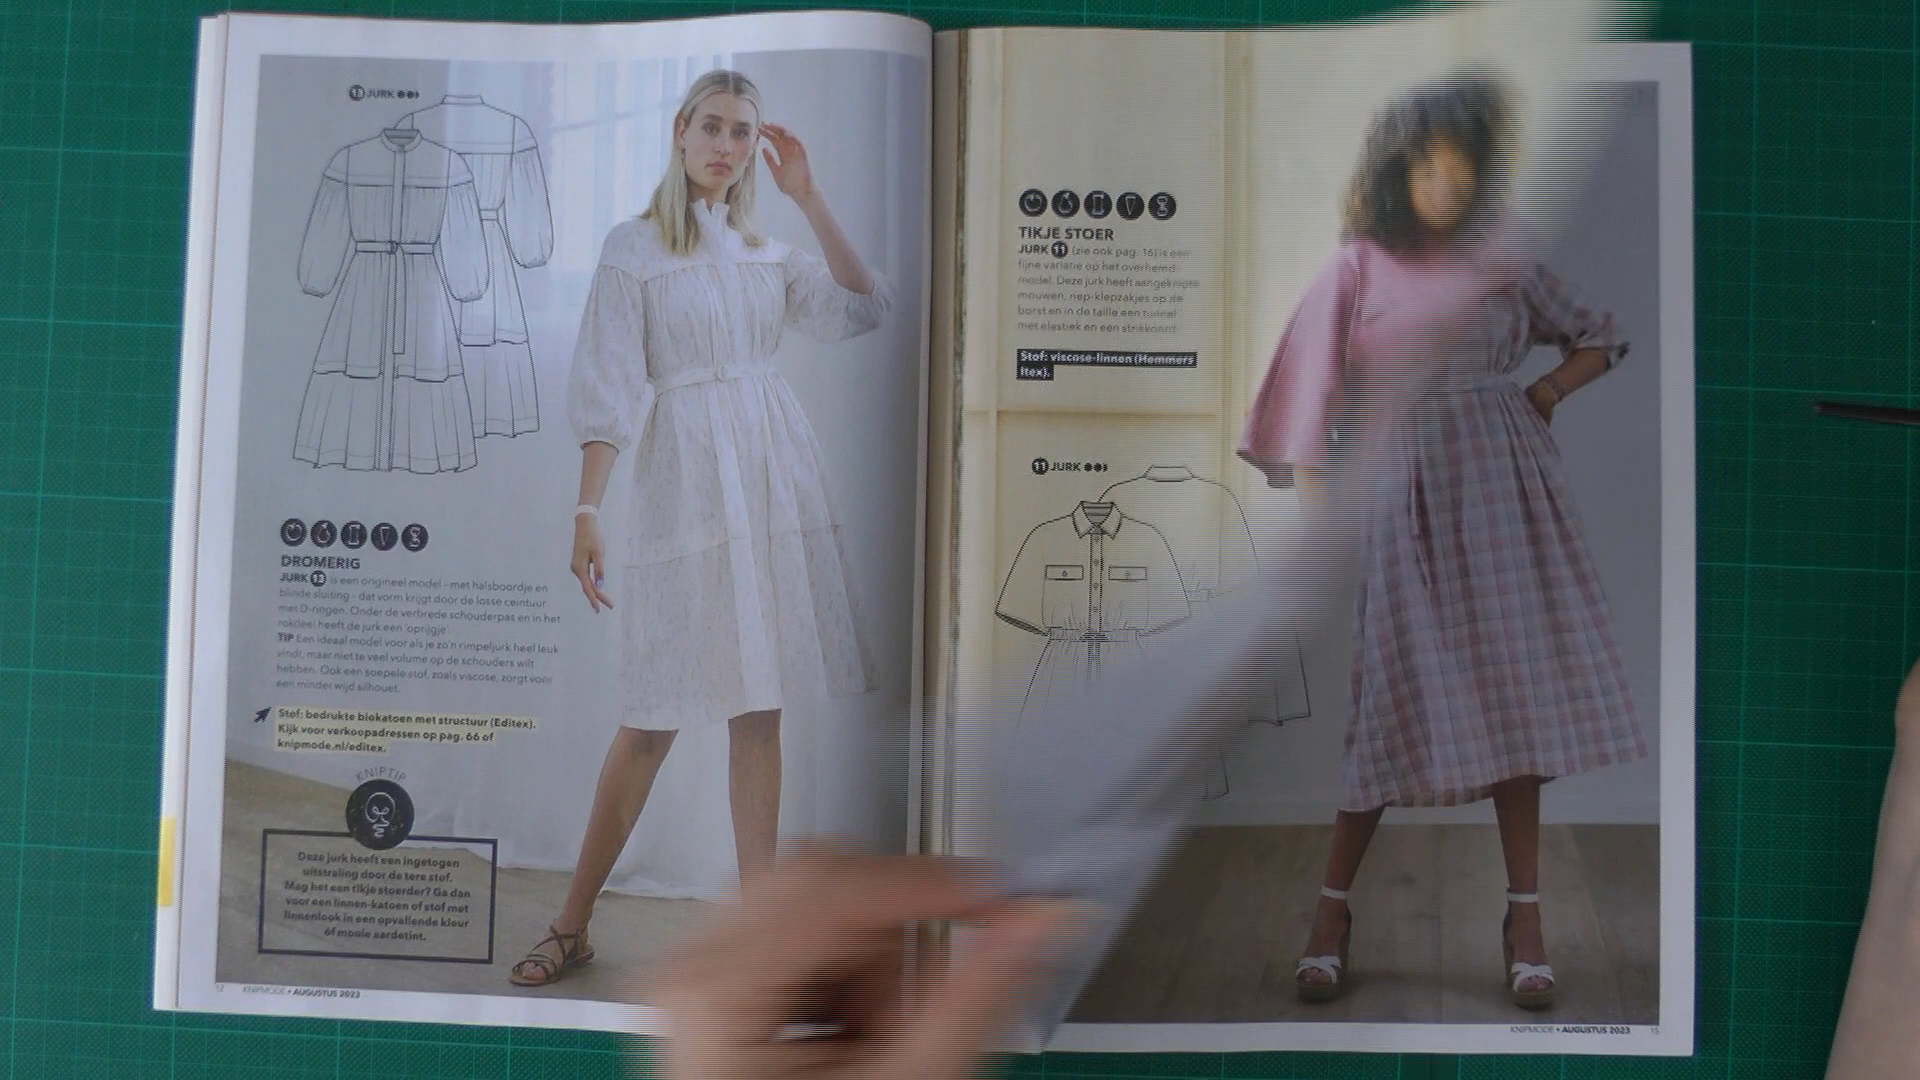 13 JURK
DROMERIG
JURK 13 is een origineel model - met halsboordje en
blinde sluiting - dat vorm krijgt door de losse ceintuur
met D-ringen. Onder de verbrede schouderpas en in het
rokdeel heeft de jurk een 'oprijgje'.
TIP Een ideaal model voor als je zo'n rimpeljurk heel leuk
vindt, maar niet te veel volume op de schouders wilt
hebben. Ook een soepele stof, zoals viscose, zorgt voor
een minder wijd silhouet.
Stof: bedrukte biokatoen met structuur (Editex).
Kijk voor verkoopadressen op pag. 66 of
knipmode.nl/editex.
KNIPTIP
Deze jurk heeft een ingetogen
uitstraling door de tere stof.
Mag het een tikje stoerder? Ga dan
voor een linnen-katoen of stof met
linnenlook in een opvallende kleur
óf mooie aardetint.
12 KNIPMODE • AUGUSTUS 2023
TIKJE STOER
JURK 11 (zie ook pag. 16) is een
fijne variatie op het overhemd-
model. Deze jurk heeft aangeknipte
mouwen, nep-klepzakjes op de
borst en in de taille een tunnel
met elastiek en een strikkoord.
Stof: viscose-linnen (Hemmers
Itex).
11 JURK
KNIPMODE • AUGUSTUS 2023 15